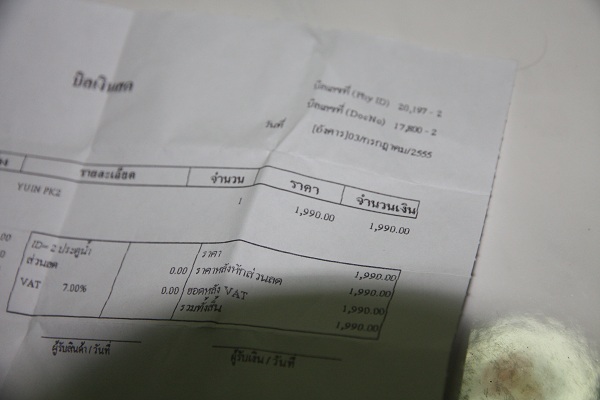 บิลเงินสด
บิลเลขที่ (Phy ID) 20,197 - 2
บิลเลขที่ (DocNo) 17,800 - 2
วันที่ [อังคาร]03/กรกฎาคม/2555
รายละเอียด จำนวน ราคา จำนวนเงิน
YUIN PK2 1 1,990.00 1,990.00
ID= 2 ประตูน้ำ ราคา 1,990.00
ส่วนลด 0.00 ราคาหลังหักส่วนลด 1,990.00
VAT 7.00% 0.00 ยอดหลัง VAT 1,990.00
รวมทั้งสิ้น 1,990.00
ผู้รับสินค้า / วันที่ ผู้รับเงิน / วันที่